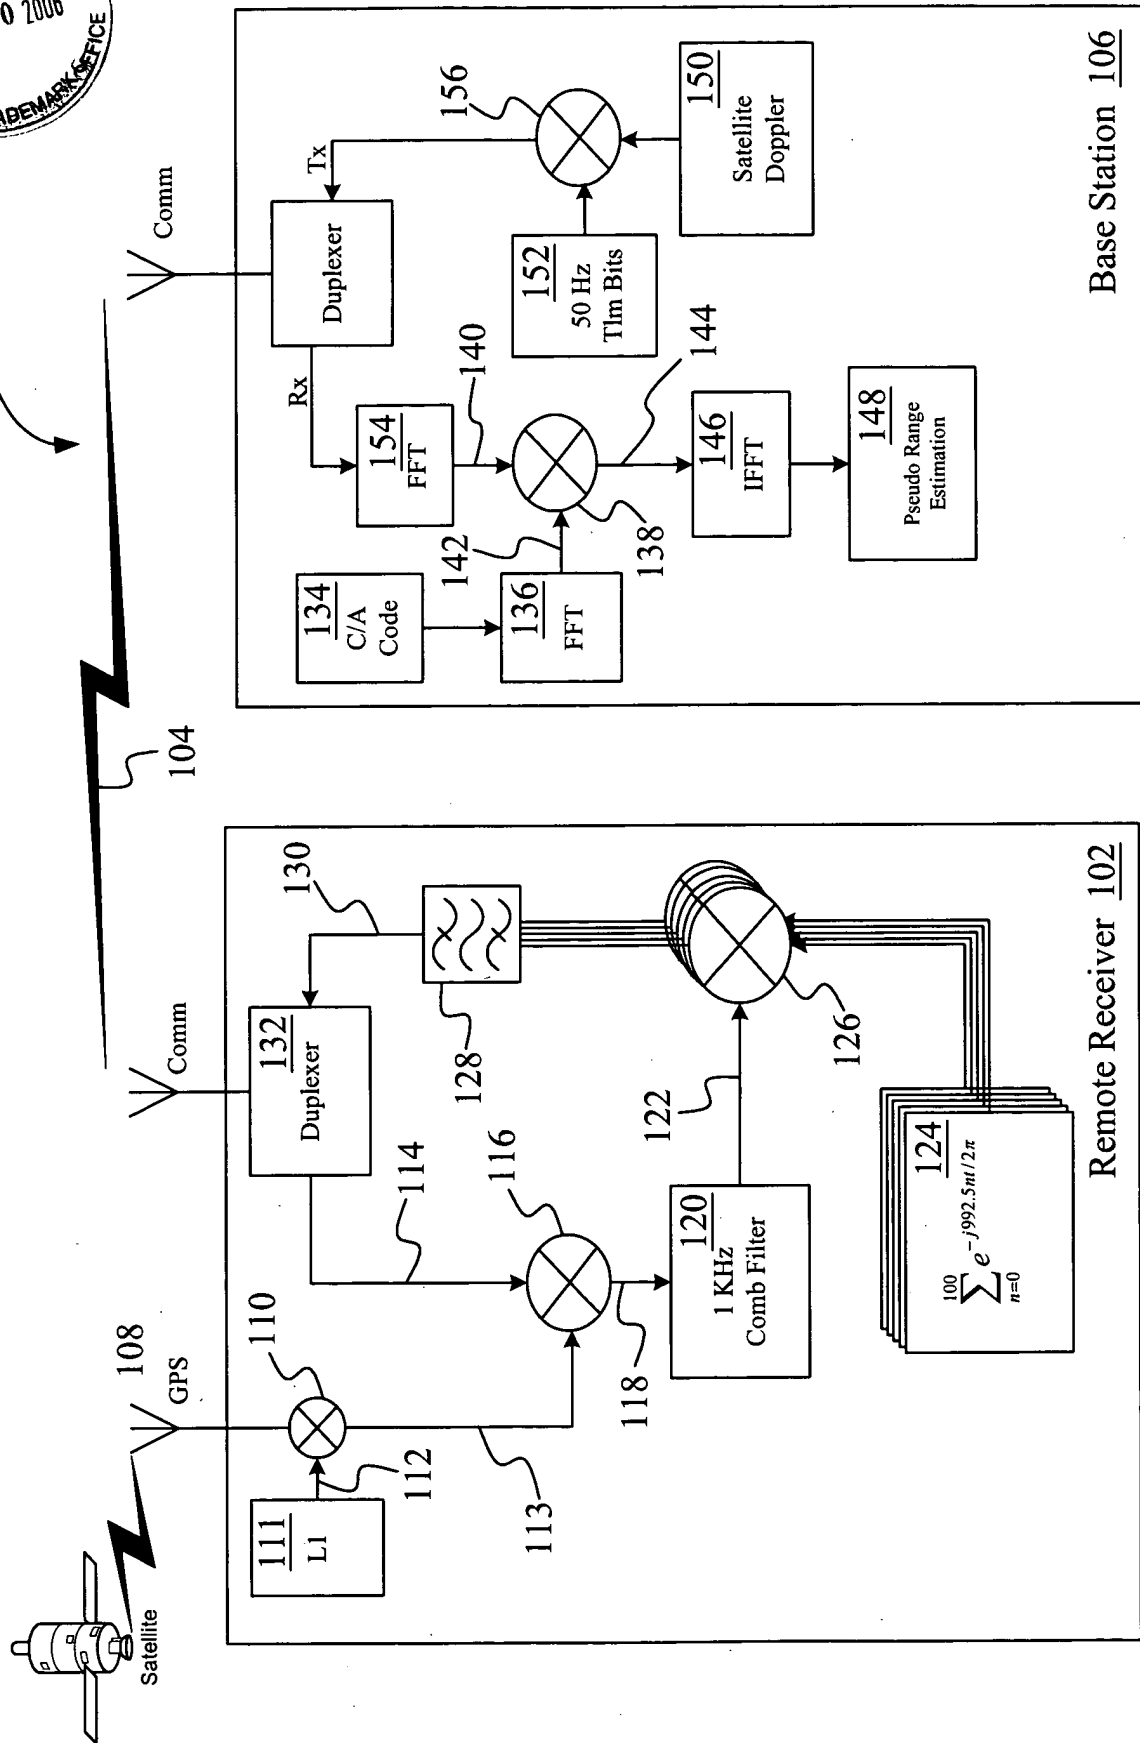 0 2006
ADEMARK OFFICE
Satellite
108
GPS
Comm
104
Comm
111
L1
112
110
113
114
116
118
120
1 KHz
Comb Filter
122
124
100
∑ e^{-j992.5nt/2π}
n=0
126
128
130
132
Duplexer
Remote Receiver 102
Duplexer
Rx
Tx
134
C/A
Code
136
FFT
142
138
154
FFT
140
144
146
IFFT
148
Pseudo Range
Estimation
152
50 Hz
Tlm Bits
156
150
Satellite
Doppler
Base Station 106